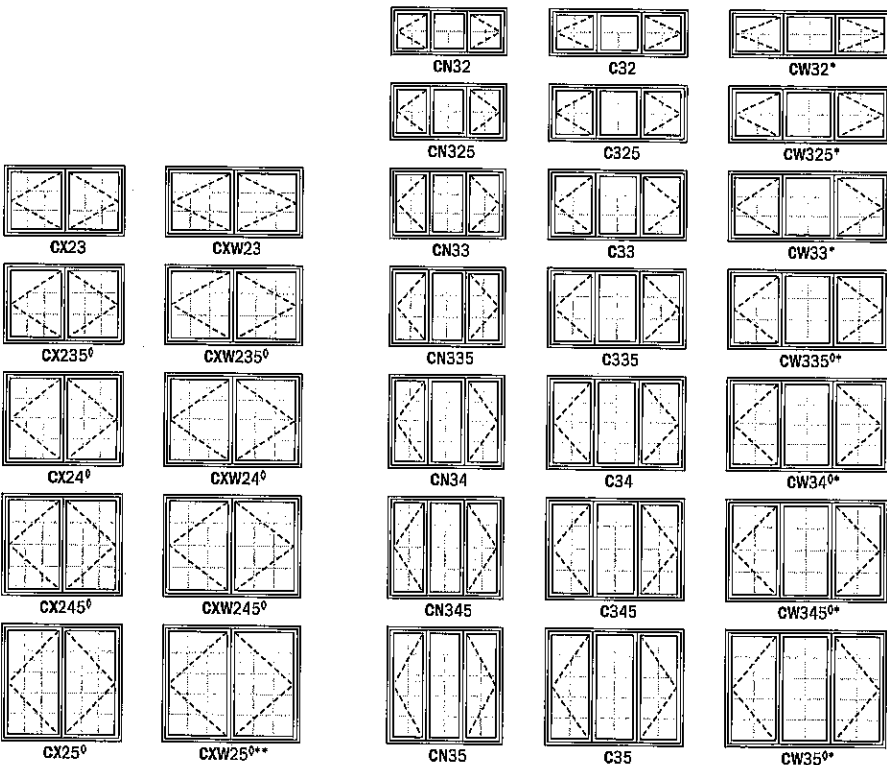 CN32 C32 CW32*
CN325 C325 CW325*
CX23 CXW23 CN33 C33 CW33*
CX235◊ CXW235◊ CN335 C335 CW335◊*
CX24◊ CXW24◊ CN34 C34 CW34◊*
CX245◊ CXW245◊ CN345 C345 CW345◊*
CX25◊ CXW25◊** CN35 C35 CW35◊*